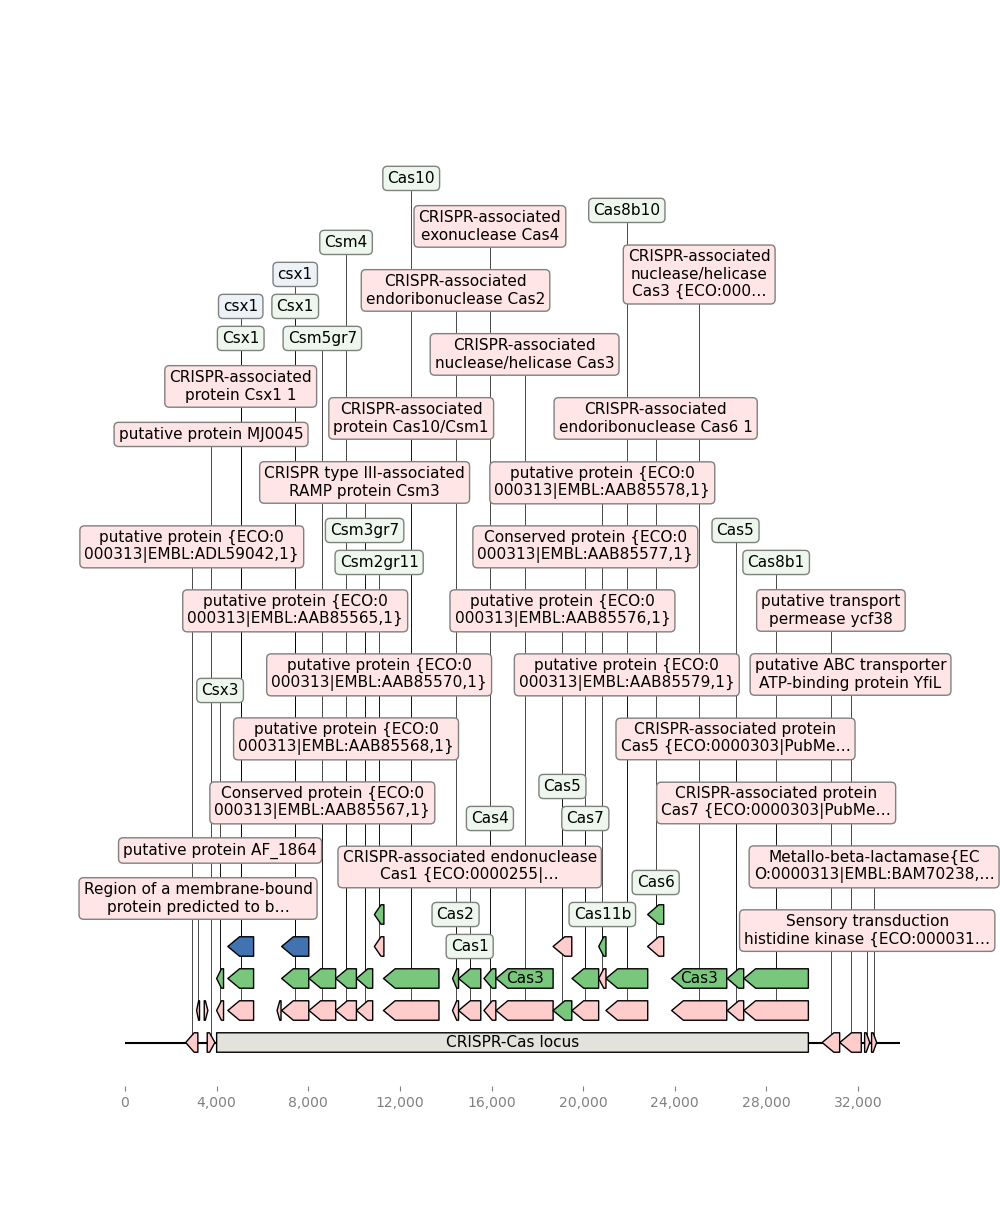 Cas10
Cas8b10
CRISPR-associated
exonuclease Cas4
Csm4
CRISPR-associated
nuclease/helicase
Cas3 {ECO:000…
csx1
CRISPR-associated
endoribonuclease Cas2
csx1
Csx1
Csx1
Csm5gr7
CRISPR-associated
nuclease/helicase Cas3
CRISPR-associated
protein Csx1 1
CRISPR-associated
protein Cas10/Csm1
CRISPR-associated
endoribonuclease Cas6 1
putative protein MJ0045
CRISPR type III-associated
RAMP protein Csm3
putative protein {ECO:0
000313|EMBL:AAB85578,1}
Csm3gr7
Cas5
putative protein {ECO:0
000313|EMBL:ADL59042,1}
Conserved protein {ECO:0
000313|EMBL:AAB85577,1}
Csm2gr11
Cas8b1
putative protein {ECO:0
000313|EMBL:AAB85565,1}
putative protein {ECO:0
000313|EMBL:AAB85576,1}
putative transport
permease ycf38
putative protein {ECO:0
000313|EMBL:AAB85570,1}
putative protein {ECO:0
000313|EMBL:AAB85579,1}
putative ABC transporter
ATP-binding protein YfiL
Csx3
putative protein {ECO:0
000313|EMBL:AAB85568,1}
CRISPR-associated protein
Cas5 {ECO:0000303|PubMe…
Cas5
Conserved protein {ECO:0
000313|EMBL:AAB85567,1}
CRISPR-associated protein
Cas7 {ECO:0000303|PubMe…
Cas4
Cas7
putative protein AF_1864
CRISPR-associated endonuclease
Cas1 {ECO:0000255|…
Metallo-beta-lactamase{EC
O:0000313|EMBL:BAM70238,…
Cas6
Region of a membrane-bound
protein predicted to b…
Cas2
Cas11b
Sensory transduction
histidine kinase {ECO:000031…
Cas1
Cas3
Cas3
CRISPR-Cas locus
0
4,000
8,000
12,000
16,000
20,000
24,000
28,000
32,000